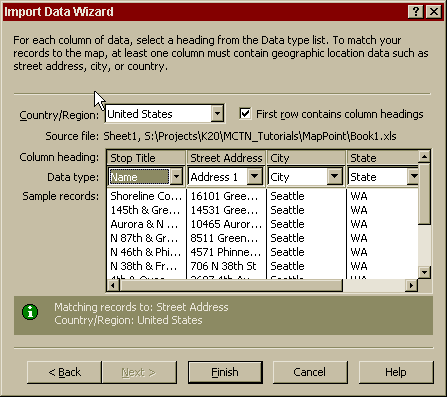 Import Data Wizard
For each column of data, select a heading from the Data type list. To match your
records to the map, at least one column must contain geographic location data such as
street address, city, or country.
Country/Region: United States First row contains column headings
Source file: Sheet1, S:\Projects\K20\MCTN_Tutorials\MapPoint\Book1.xls
Column heading: Stop Title Street Address City State
Data type: Name Address 1 City State
Sample records: Shoreline Co... 16101 Gree... Seattle WA
145th & Gre... 14531 Gree... Seattle WA
Aurora & N ... 10465 Auror... Seattle WA
N 87th & Gr... 8511 Green... Seattle WA
N 46th & Phi... 4571 Phinne... Seattle WA
N 38th & Fr... 706 N 38th St Seattle WA
Seattle WA
Matching records to: Street Address
Country/Region: United States
< Back Next > Finish Cancel Help